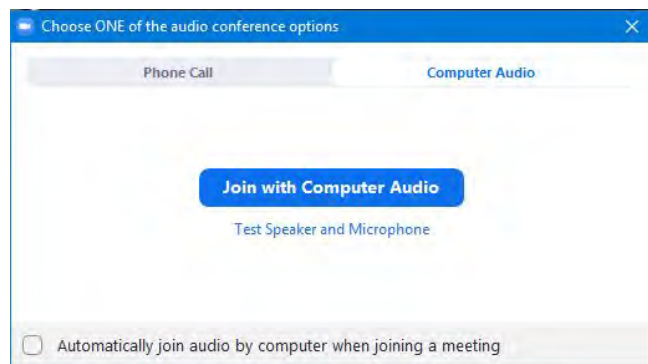 Choose ONE of the audio conference options
Phone Call Computer Audio
Join with Computer Audio
Test Speaker and Microphone
Automatically join audio by computer when joining a meeting